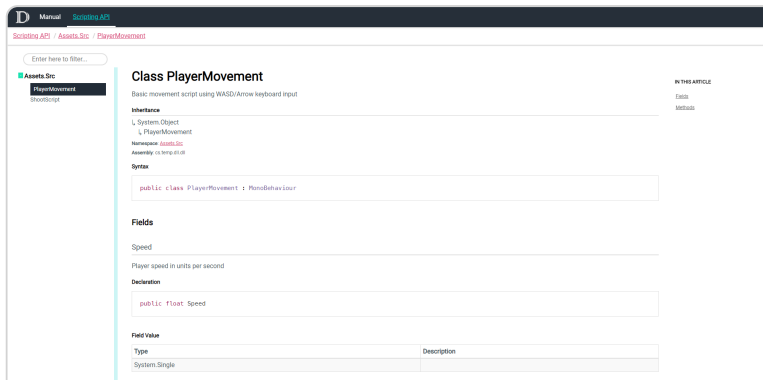 Manual Scripting API
Scripting API / Assets.Src / PlayerMovement
Enter here to filter...
Assets.Src
PlayerMovement
ShootScript
Class PlayerMovement
Basic movement script using WASD/Arrow keyboard input
Inheritance
System.Object
PlayerMovement
Namespace: Assets.Src
Assembly: cs.temp.dll.dll
Syntax
public class PlayerMovement : MonoBehaviour
Fields
Speed
Player speed in units per second
Declaration
public float Speed
Field Value
Type Description
System.Single
IN THIS ARTICLE
Fields
Methods